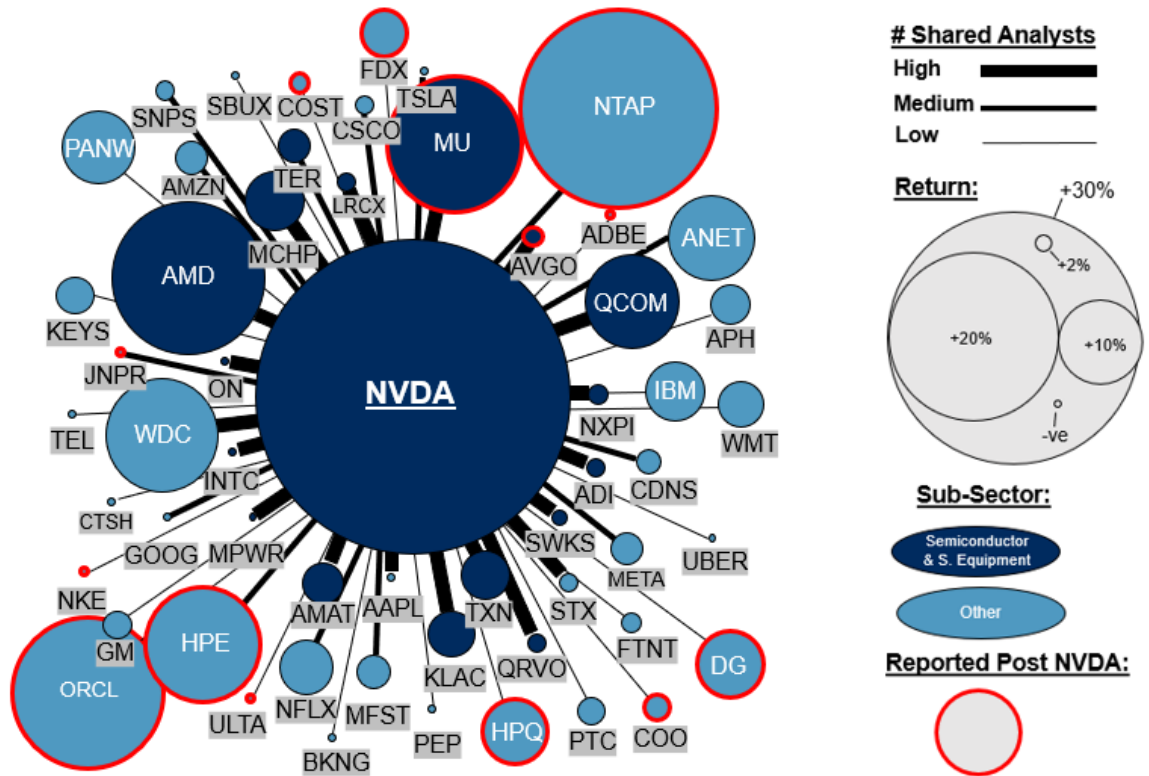 FDX
TSLA
NTAP
SNPS
SBUX
COST
CSCO
MU
PANW
AMZN
TER
LRCX
ADBE
ANET
MCHP
AVGO
AMD
QCOM
KEYS
APH
JNPR
ON
NVDA
IBM
NXPI
WMT
TEL
WDC
INTC
ADI
CDNS
CTSH
GOOG
MPWR
SWKS
UBER
META
NKE
AMAT
AAPL
TXN
STX
GM
HPE
KLAC
QRVO
FTNT
DG
ORCL
ULTA
NFLX
MFST
PEP
HPQ
PTC
COO
BKNG
# Shared Analysts
High
Medium
Low
Return:
+30%
+2%
+20%
+10%
-ve
Sub-Sector:
Semiconductor
& S. Equipment
Other
Reported Post NVDA: